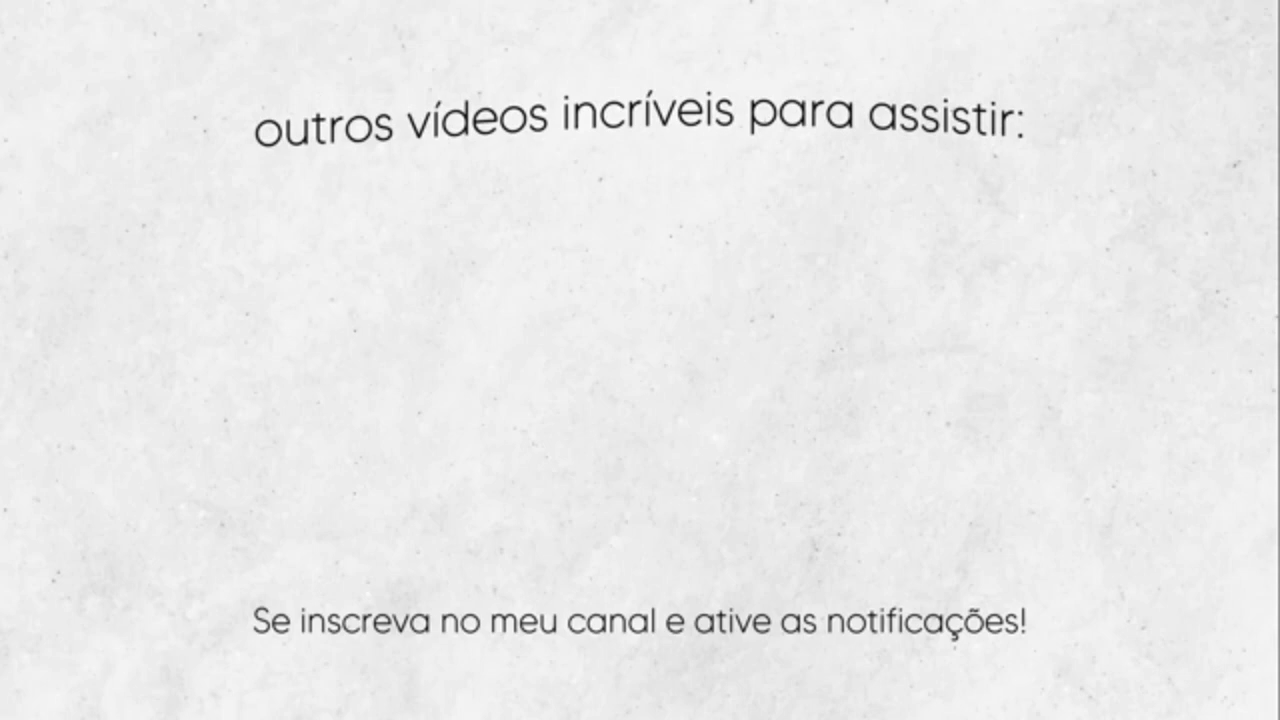 outros vídeos incríveis para assistir:
Se inscreva no meu canal e ative as notificações!